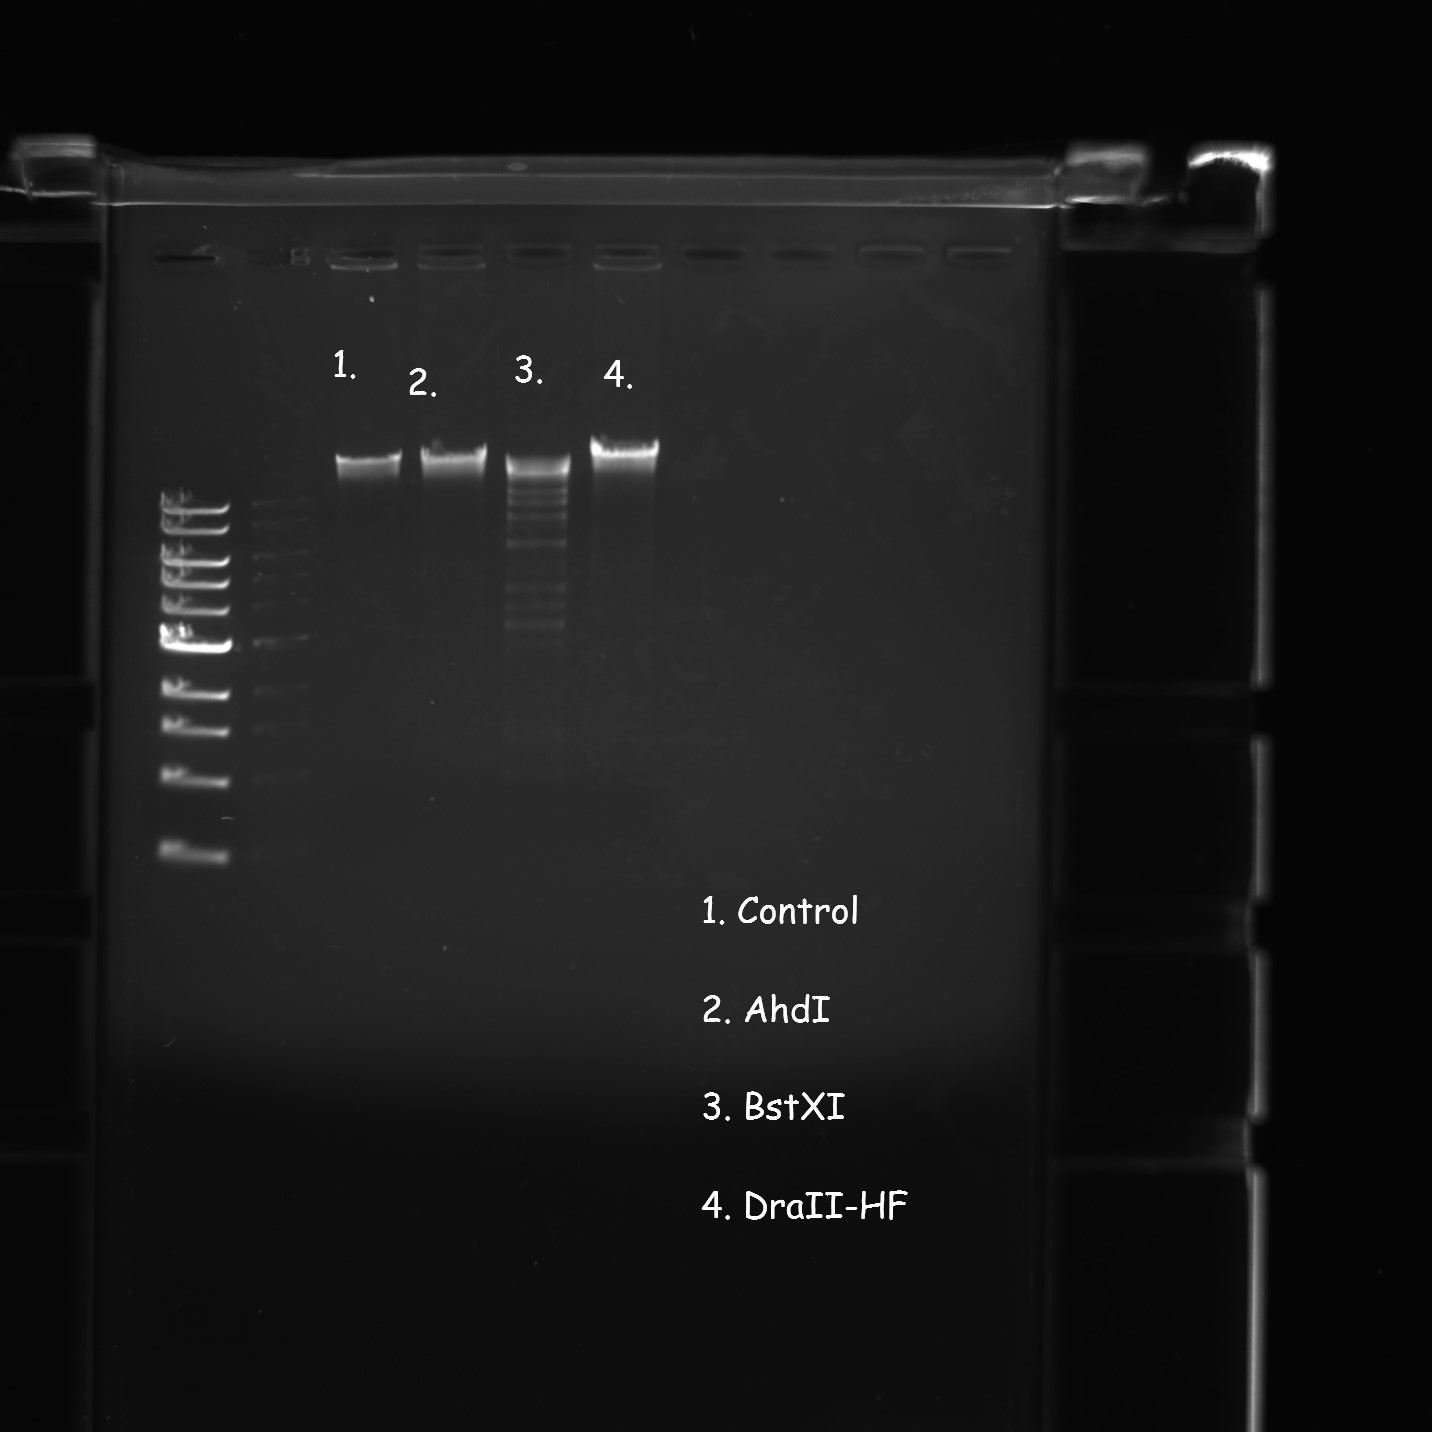 1.
2.
3.
4.
1. Control
2. AhdI
3. BstXI
4. DraII-HF